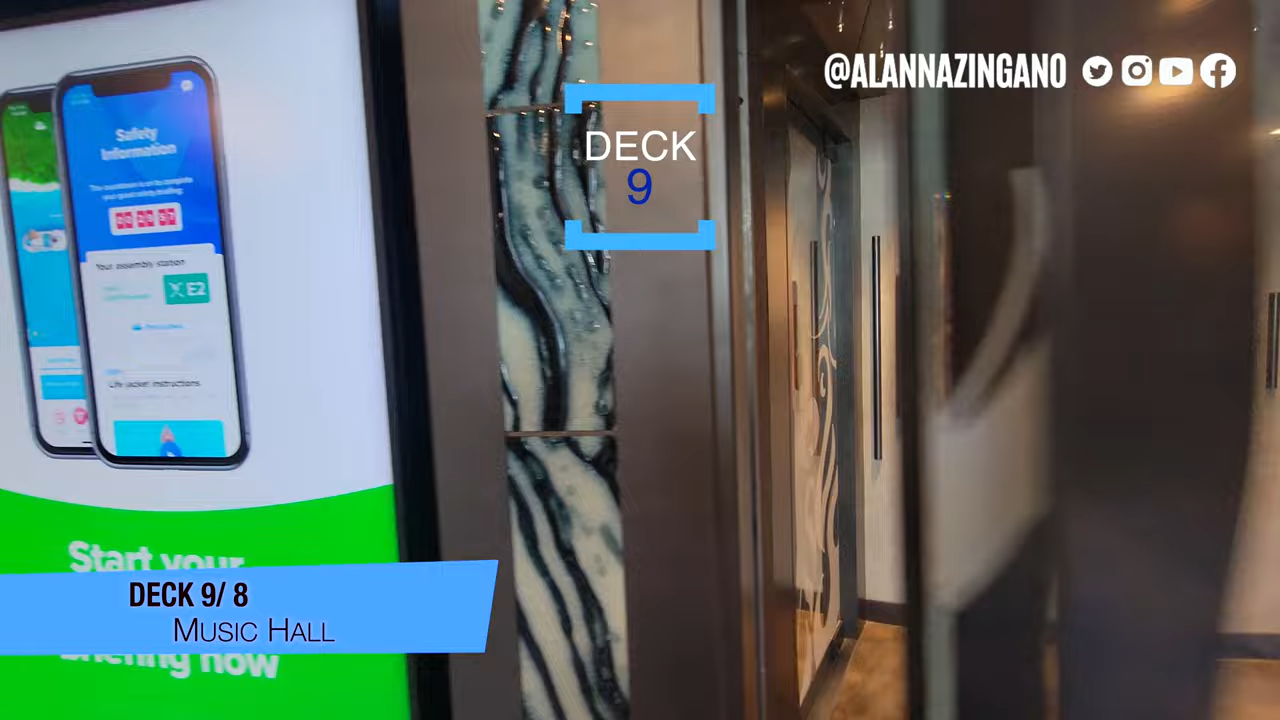 @ALANNAZINGANO
DECK
9
Safety
Information
Your assembly station
E2
Life jacket instructions
Start your
DECK 9/ 8
MUSIC HALL
briefing now